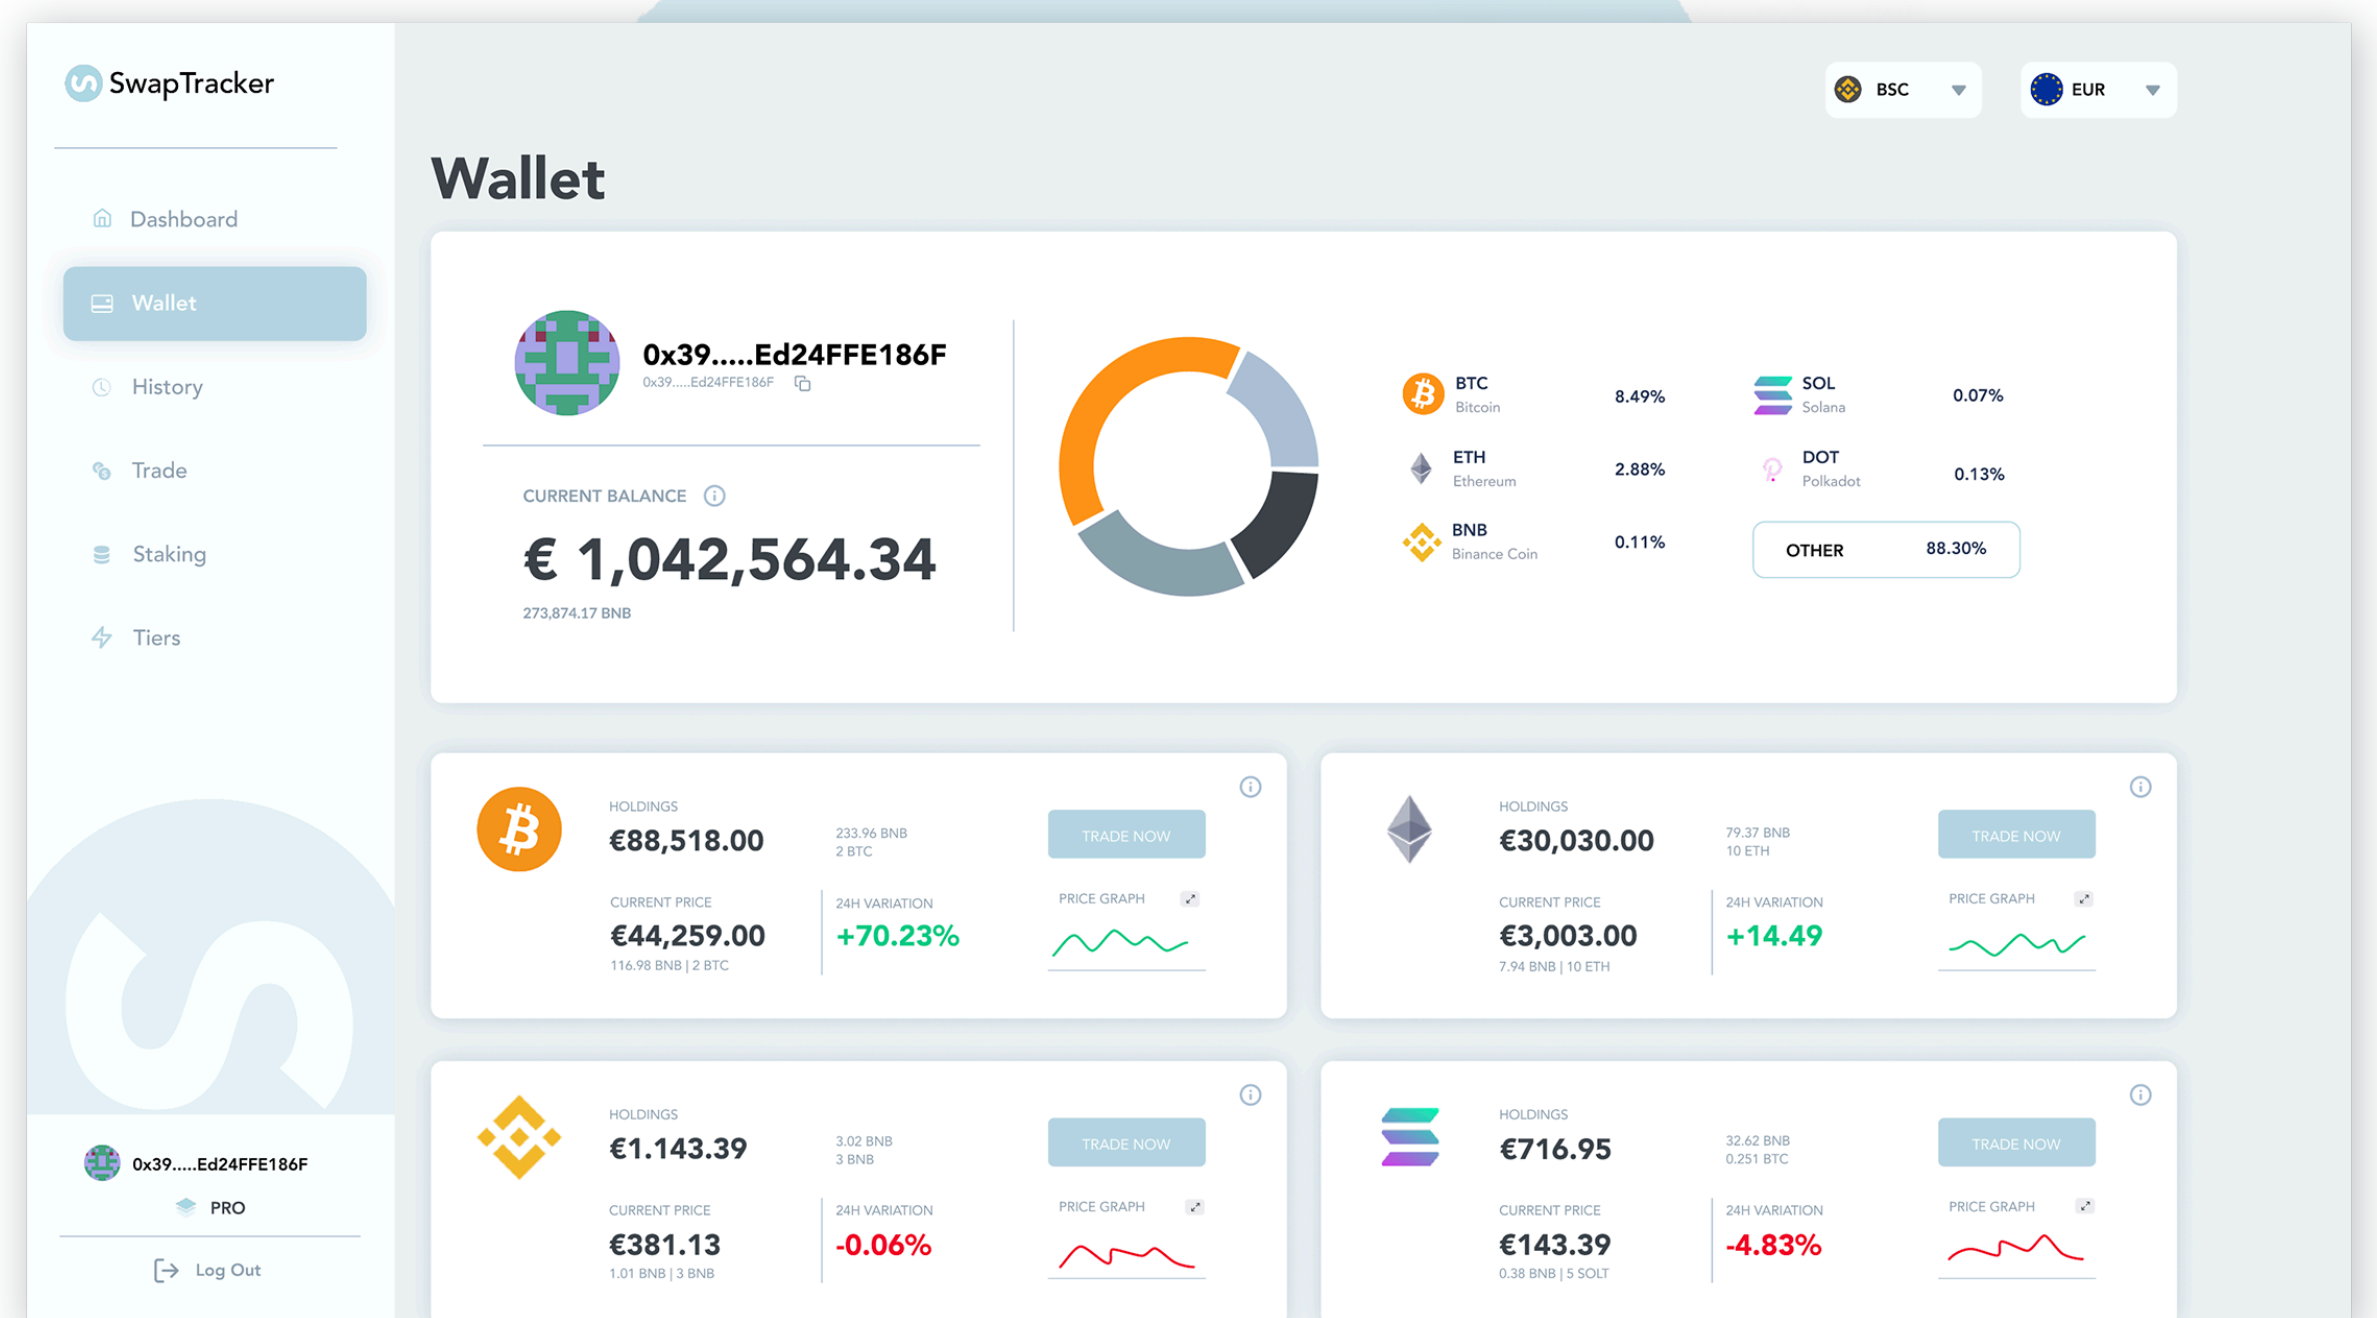 SwapTracker
Dashboard
Wallet
History
Trade
Staking
Tiers
0x39.....Ed24FFE186F
PRO
Log Out
BSC
EUR
Wallet
0x39.....Ed24FFE186F
0x39.....Ed24FFE186F
CURRENT BALANCE
€ 1,042,564.34
273,874.17 BNB
BTC
Bitcoin
8.49%
ETH
Ethereum
2.88%
BNB
Binance Coin
0.11%
SOL
Solana
0.07%
DOT
Polkadot
0.13%
OTHER 88.30%
HOLDINGS
€88,518.00
233.96 BNB
2 BTC
TRADE NOW
CURRENT PRICE
€44,259.00
116.98 BNB | 2 BTC
24H VARIATION
+70.23%
PRICE GRAPH
HOLDINGS
€30,030.00
79.37 BNB
10 ETH
TRADE NOW
CURRENT PRICE
€3,003.00
7.94 BNB | 10 ETH
24H VARIATION
+14.49
PRICE GRAPH
HOLDINGS
€1.143.39
3.02 BNB
3 BNB
TRADE NOW
CURRENT PRICE
€381.13
1.01 BNB | 3 BNB
24H VARIATION
-0.06%
PRICE GRAPH
HOLDINGS
€716.95
32.62 BNB
0.251 BTC
TRADE NOW
CURRENT PRICE
€143.39
0.38 BNB | 5 SOLT
24H VARIATION
-4.83%
PRICE GRAPH